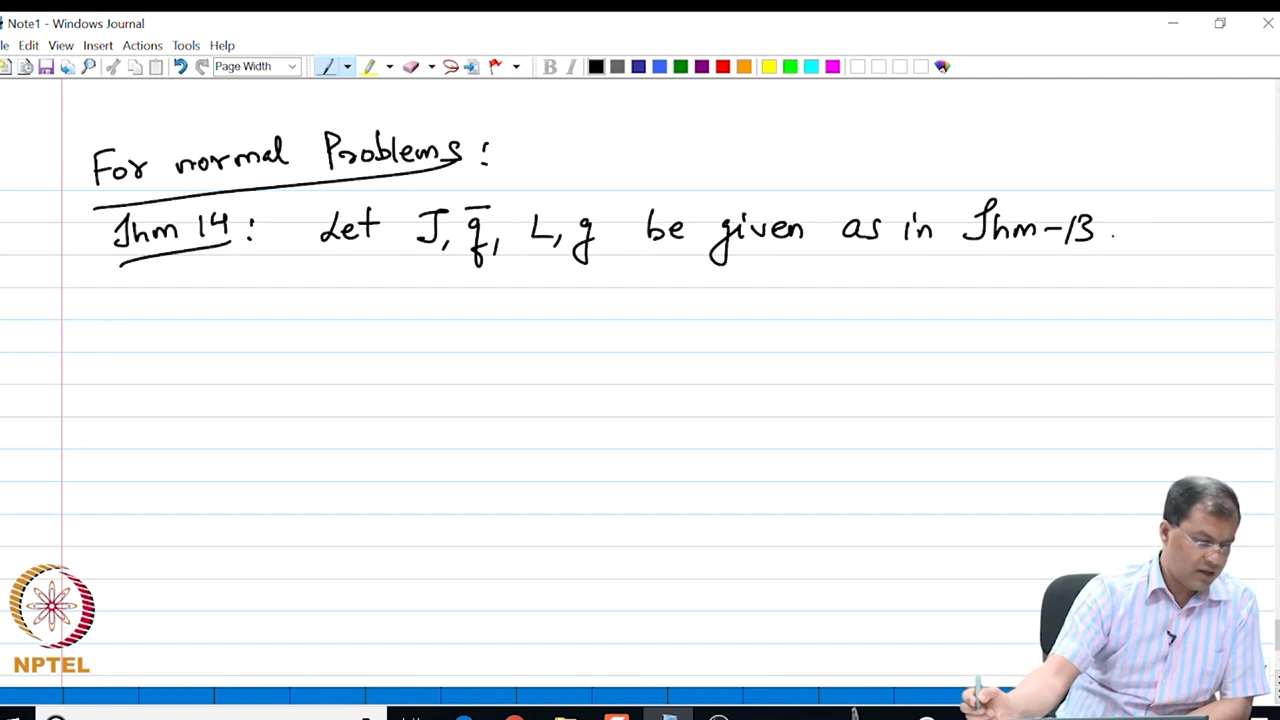 Note1 - Windows Journal
le Edit View Insert Actions Tools Help
Page Width
B I
For normal Problems :
Thm 14 : Let J, q̅, L, g be given as in Thm-13.
NPTEL